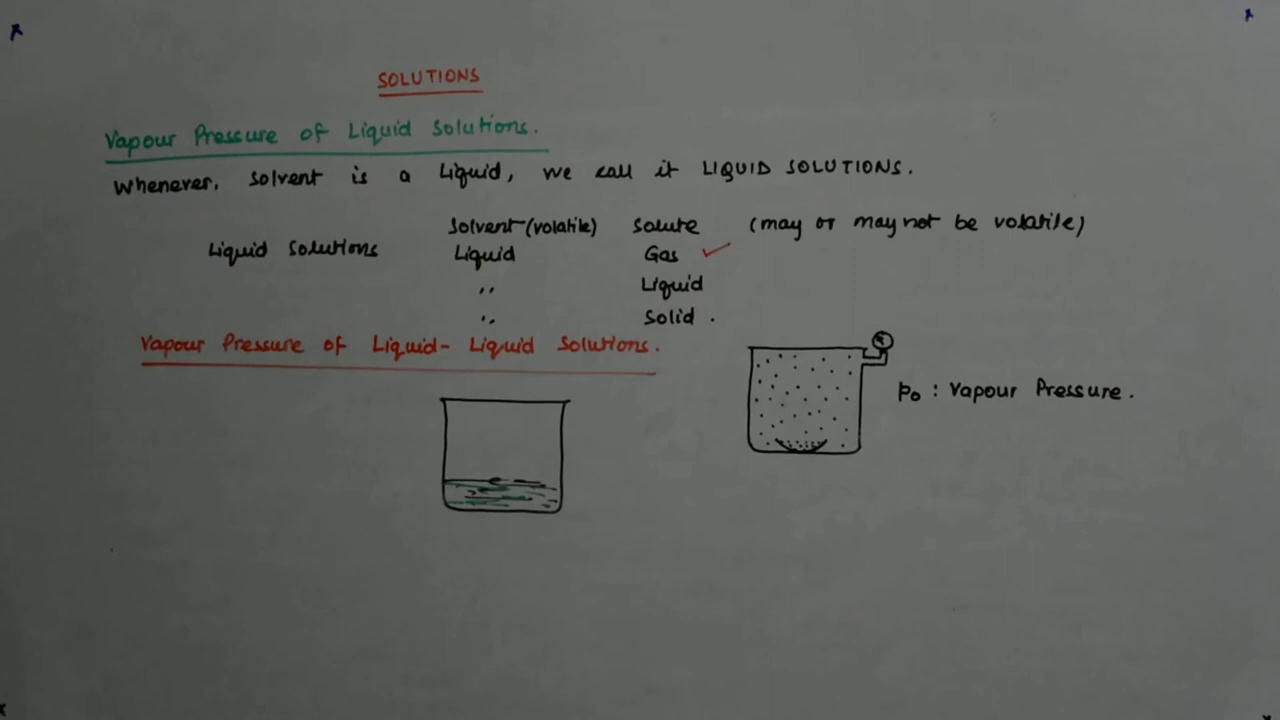 SOLUTIONS
Vapour Pressure of Liquid Solutions.
Whenever, solvent is a Liquid, we call it LIQUID SOLUTIONS.
Solvent (volatile) Solute (may or may not be volatile)
Liquid Solutions Liquid Gas ✓
,, Liquid
,, Solid .
Vapour Pressure of Liquid - Liquid Solutions.
po : Vapour Pressure.